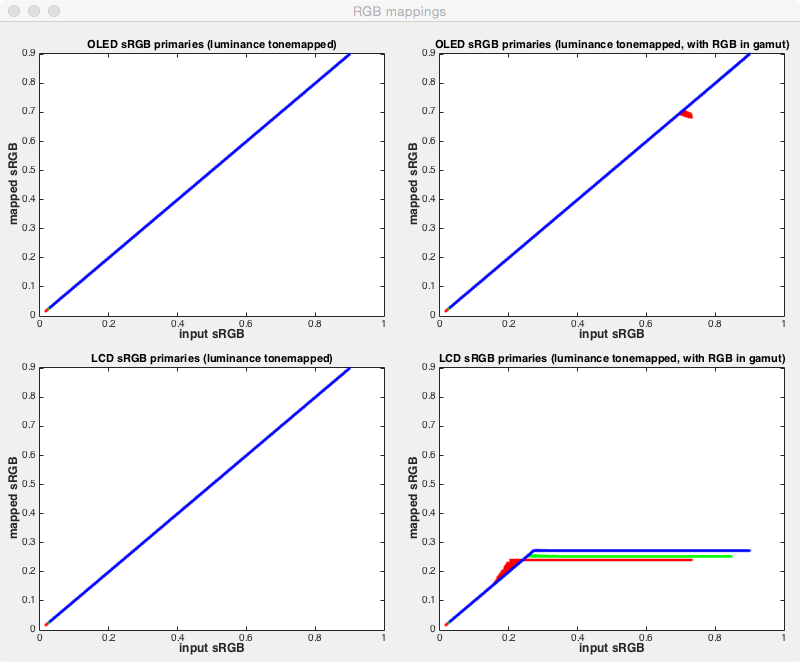 RGB mappings
OLED sRGB primaries (luminance tonemapped)
0.9
0.8
0.7
0.6
0.5
0.4
0.3
0.2
0.1
0
mapped sRGB
0 0.2 0.4 0.6 0.8 1
input sRGB
OLED sRGB primaries (luminance tonemapped, with RGB in gamut)
0.9
0.8
0.7
0.6
0.5
0.4
0.3
0.2
0.1
0
mapped sRGB
0 0.2 0.4 0.6 0.8 1
input sRGB
LCD sRGB primaries (luminance tonemapped)
0.9
0.8
0.7
0.6
0.5
0.4
0.3
0.2
0.1
0
mapped sRGB
0 0.2 0.4 0.6 0.8 1
input sRGB
LCD sRGB primaries (luminance tonemapped, with RGB in gamut)
0.9
0.8
0.7
0.6
0.5
0.4
0.3
0.2
0.1
0
mapped sRGB
0 0.2 0.4 0.6 0.8 1
input sRGB